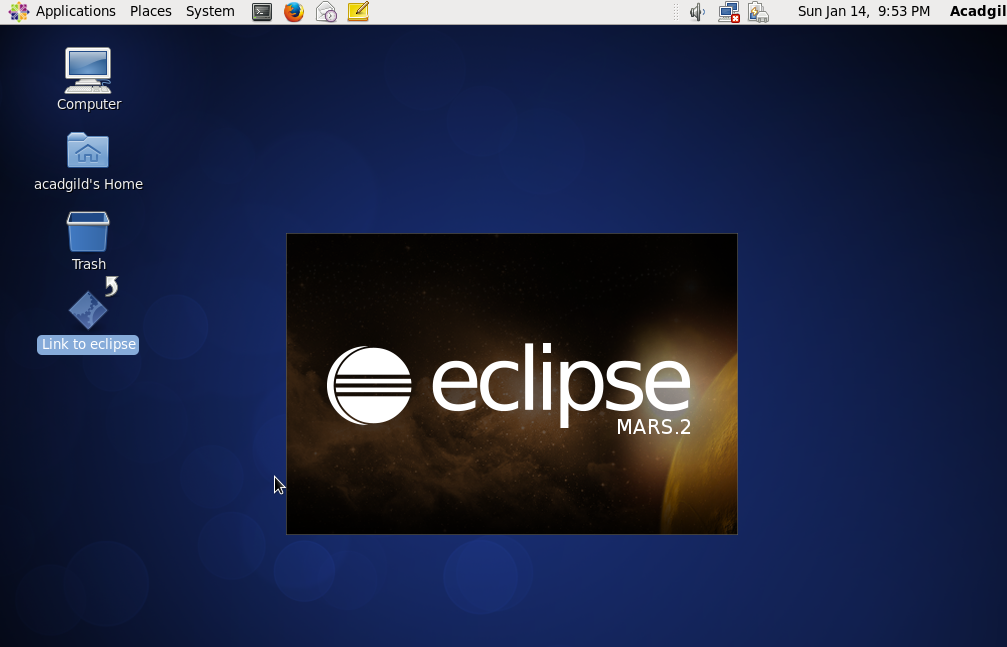 Applications Places System Sun Jan 14, 9:53 PM Acadgil
Computer
acadgild's Home
Trash
Link to eclipse
eclipse
MARS.2